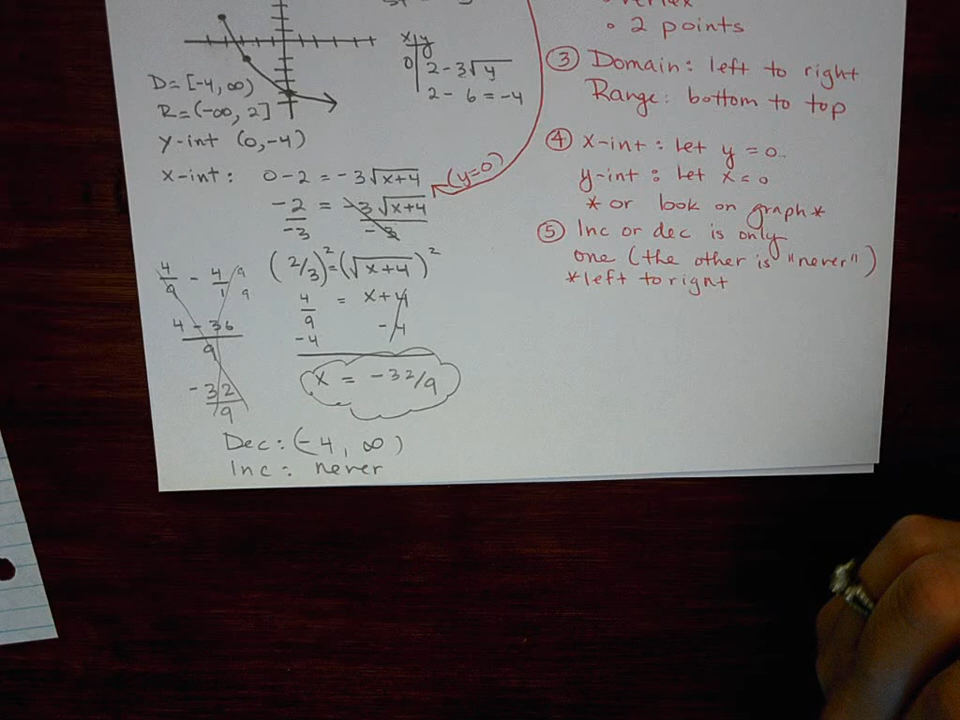 x | y
0 | 2 - 3√4
2 - 6 = -4
D = [-4, ∞)
R = (-∞, 2]
y-int (0, -4)
x-int: 0 - 2 = -3√x+4
(y=0)
-2/-3 = -3√x+4/-3
(2/3)² = (√x+4)²
4/9 = x+4
-4 -4
x = -32/9
4/9 - 4/1 9/9
4 - 36/9
-32/9
Dec: (-4, ∞)
Inc: never
• vertex
• 2 points
③ Domain: left to right
Range: bottom to top
④ x-int: let y = 0..
y-int: let x = 0
* or look on graph *
⑤ Inc or dec is only
one (the other is "never")
* left to right